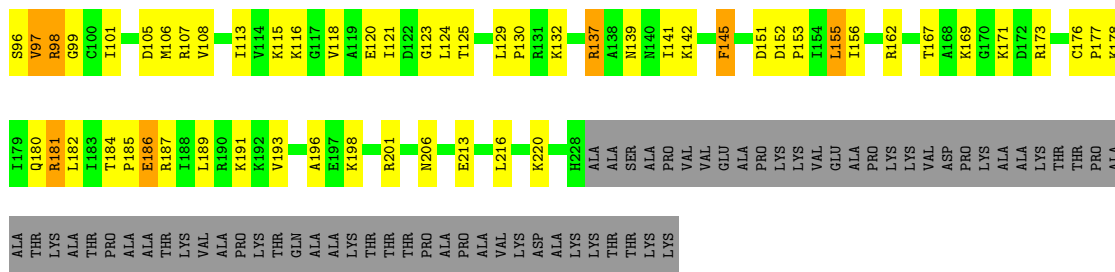 S96 V97 R98 G99 C100 I101 D105 M106 R107 V108 I113 V114 K115 K116 G117 V118 A119 E120 I121 D122 G123 L124 T125 L129 P130 R131 K132 R137 A138 N139 N140 I141 K142 F145 D151 D152 P153 I154 L155 I156 R162 T167 A168 K169 G170 K171 D172 R173 C176 P177 K178
I179 Q180 R181 L182 I183 T184 P185 E186 R187 I188 L189 R190 K191 K192 V193 A196 E197 K198 R201 N206 E213 L216 K220 H228 ALA ALA SER ALA PRO VAL VAL GLU ALA PRO LYS LYS VAL GLU ALA PRO LYS LYS VAL ASP PRO LYS ALA ALA LYS THR THR PRO ALA
ALA THR LYS ALA THR PRO ALA ALA THR LYS VAL ALA PRO LYS THR GLN ALA ALA LYS THR THR THR PRO ALA PRO ALA VAL LYS ASP ALA LYS LYS THR THR LYS LYS